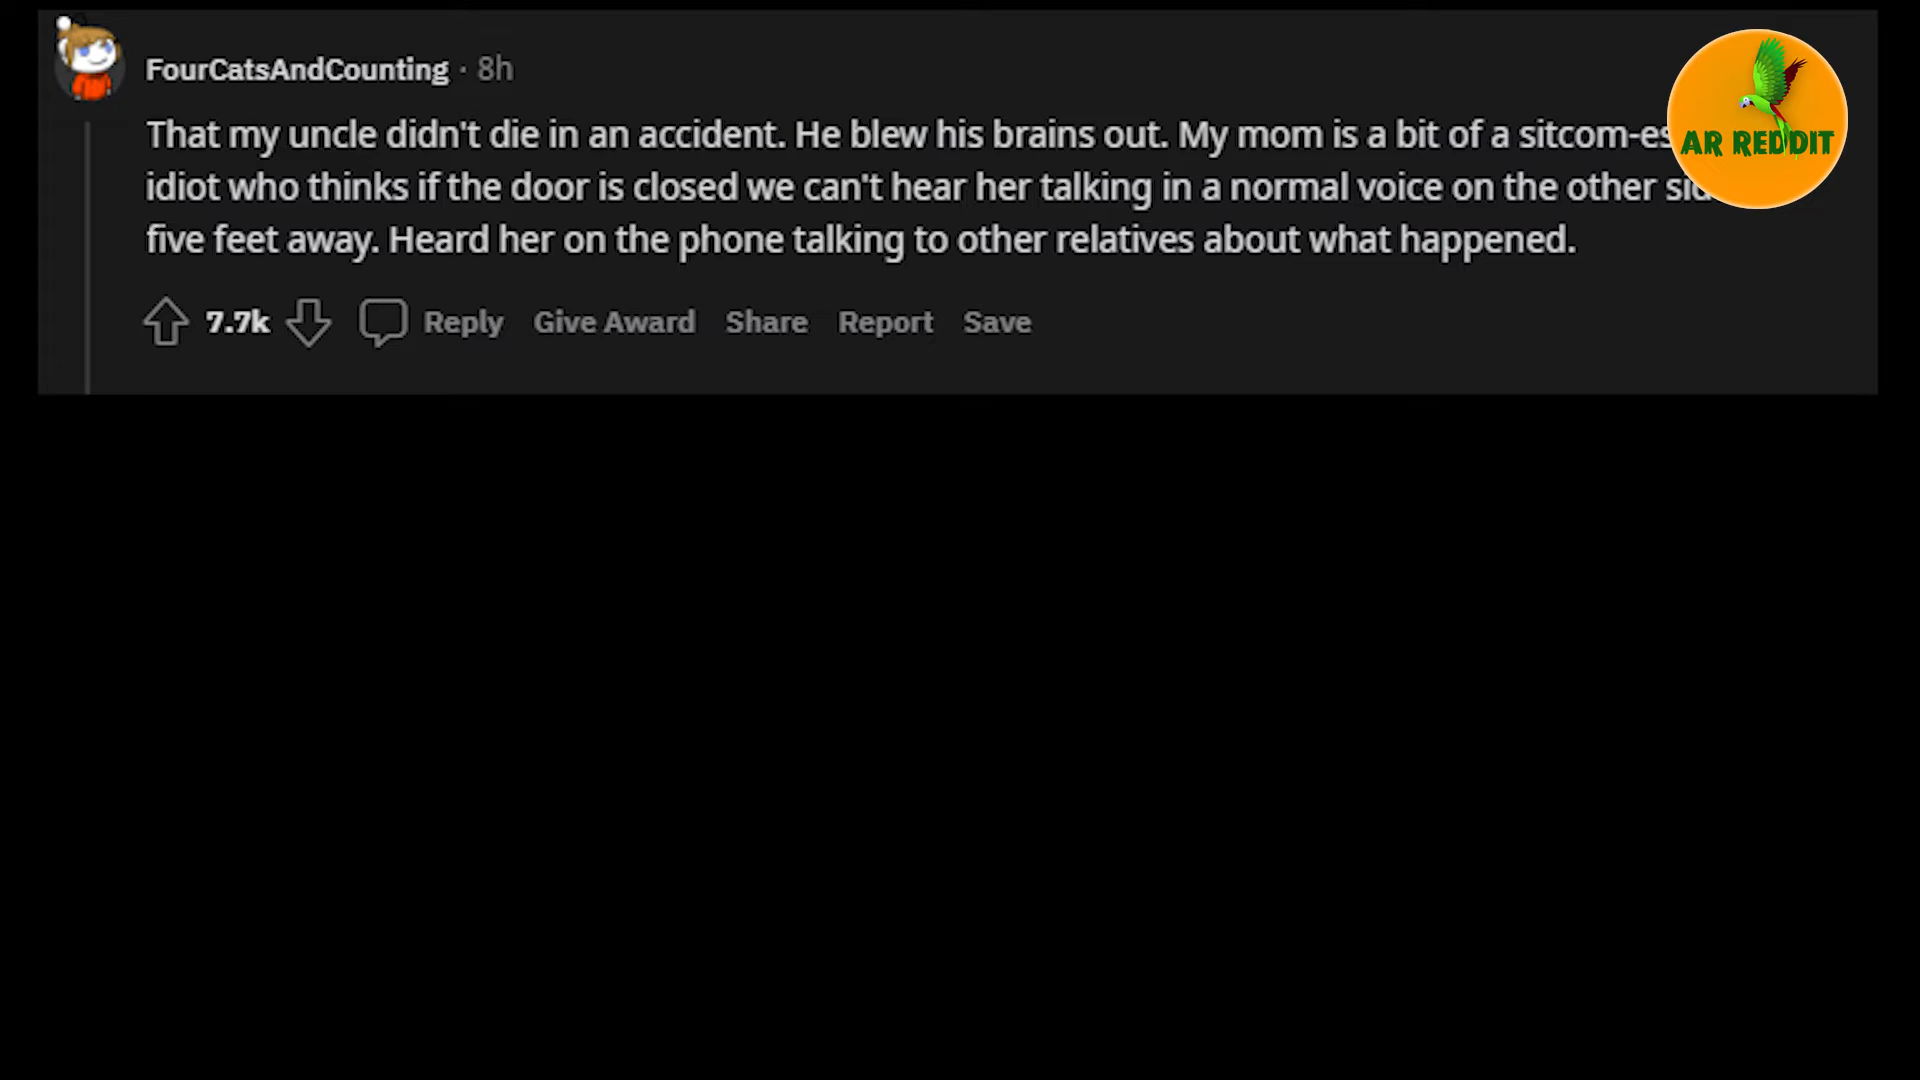 FourCatsAndCounting · 8h
That my uncle didn't die in an accident. He blew his brains out. My mom is a bit of a
idiot who thinks if the door is closed we can't hear her talking in a normal voice on the other
five feet away. Heard her on the phone talking to other relatives about what happened.
7.7k Reply Give Award Share Report Save
AR REDDIT